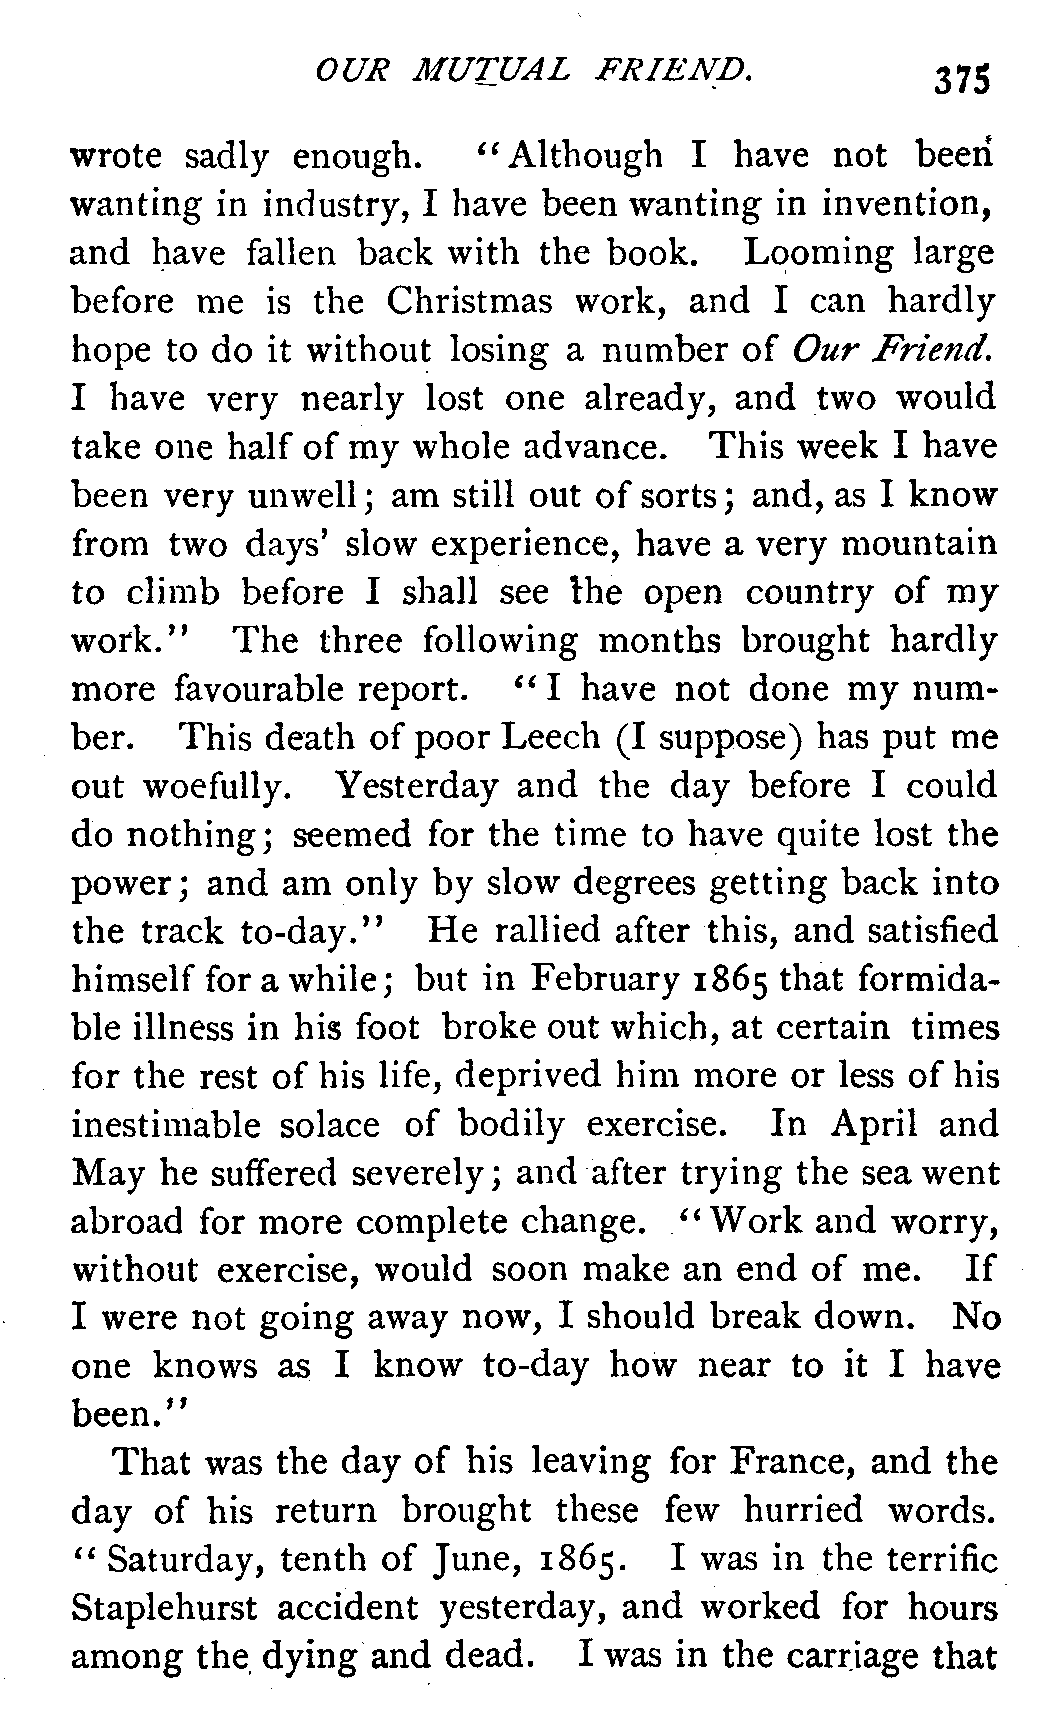 OUR MUTUAL FRIEND. 375
wrote sadly enough. “Although I have not been
wanting in industry, I have been wanting in invention,
and have fallen back with the book. Looming large
before me is the Christmas work, and I can hardly
hope to do it without losing a number of Our Friend.
I have very nearly lost one already, and two would
take one half of my whole advance. This week I have
been very unwell; am still out of sorts; and, as I know
from two days’ slow experience, have a very mountain
to climb before I shall see the open country of my
work.” The three following months brought hardly
more favourable report. “I have not done my num-
ber. This death of poor Leech (I suppose) has put me
out woefully. Yesterday and the day before I could
do nothing; seemed for the time to have quite lost the
power; and am only by slow degrees getting back into
the track to-day.” He rallied after this, and satisfied
himself for a while; but in February 1865 that formida-
ble illness in his foot broke out which, at certain times
for the rest of his life, deprived him more or less of his
inestimable solace of bodily exercise. In April and
May he suffered severely; and after trying the sea went
abroad for more complete change. “Work and worry,
without exercise, would soon make an end of me. If
I were not going away now, I should break down. No
one knows as I know to-day how near to it I have
been.”
That was the day of his leaving for France, and the
day of his return brought these few hurried words.
“Saturday, tenth of June, 1865. I was in the terrific
Staplehurst accident yesterday, and worked for hours
among the dying and dead. I was in the carriage that